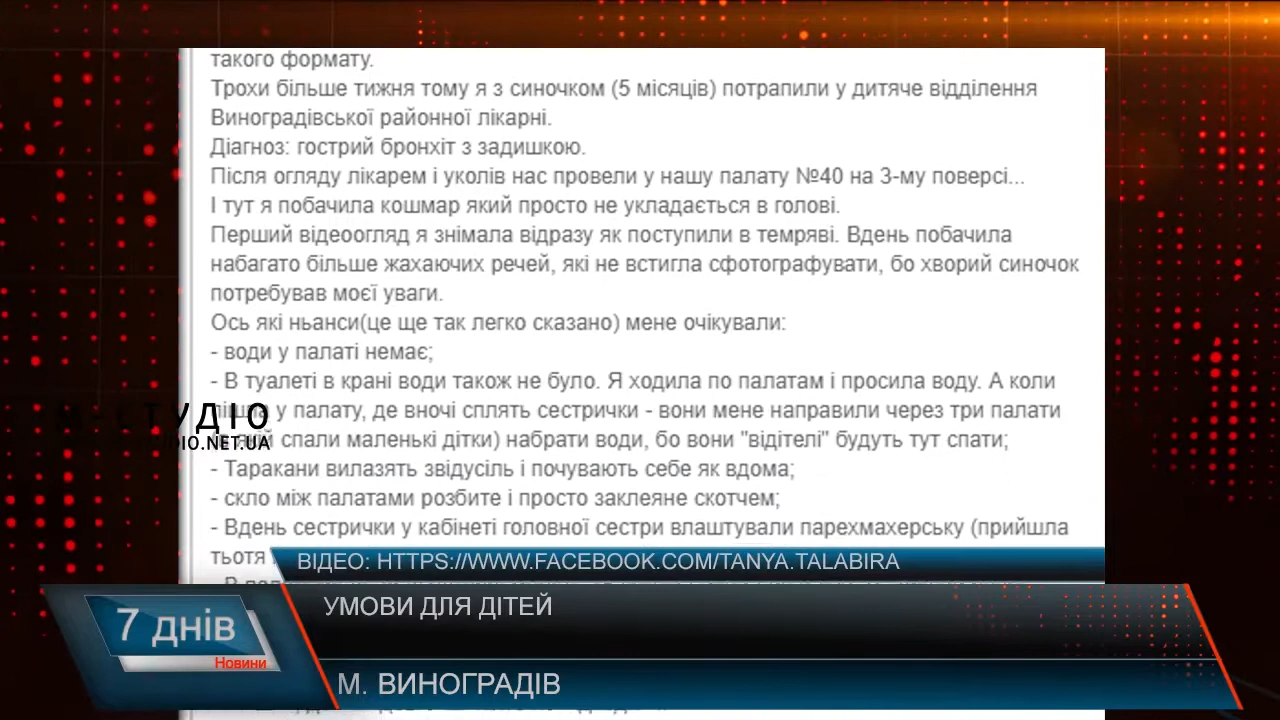 такого формату.
Трохи більше тижня тому я з синочком (5 місяців) потрапили у дитяче відділення
Виноградівської районної лікарні.
Діагноз: гострий бронхіт з задишкою.
Після огляду лікарем і уколів нас провели у нашу палату №40 на 3-му поверсі...
І тут я побачила кошмар який просто не укладається в голові.
Перший відеоогляд я знімала відразу як поступили в темряві. Вдень побачила
набагато більше жахаючих речей, які не встигла сфотографувати, бо хворий синочок
потребував моєї уваги.
Ось які ньанси(це ще так легко сказано) мене очікували:
- води у палаті немає;
- В туалеті в крані води також не було. Я ходила по палатам і просила воду. А коли
у палату, де вночі сплять сестрички - вони мене направили через три палати
спали маленькі дітки) набрати води, бо вони "відітелі" будуть тут спати;
- Таракани вилазять звідусіль і почувають себе як вдома;
- скло між палатами розбите і просто заклеяне скотчем;
- Вдень сестрички у кабінеті головної сестри влаштували парехмахерську (прийшла
тьотя
М-СТУДІО
DIO.NET.UA
ВІДЕО: HTTPS://WWW.FACEBOOK.COM/TANYA.TALABIRA
УМОВИ ДЛЯ ДІТЕЙ
7 днів
Новини
М. ВИНОГРАДІВ